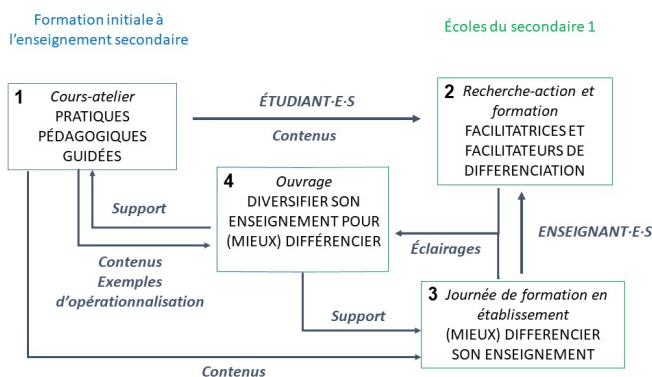 Formation initiale à
l'enseignement secondaire
Écoles du secondaire 1
1 Cours-atelier
PRATIQUES
PÉDAGOGIQUES
GUIDÉES
ÉTUDIANT·E·S
Contenus
2 Recherche-action et
formation
FACILITATRICES ET
FACILITATEURS DE
DIFFERENCIATION
4 Ouvrage
DIVERSIFIER SON
ENSEIGNEMENT POUR
(MIEUX) DIFFÉRENCIER
Support
Contenus
Exemples
d'opérationnalisation
Éclairages
ENSEIGNANT·E·S
3 Journée de formation en
établissement
(MIEUX) DIFFERENCIER
SON ENSEIGNEMENT
Support
Contenus